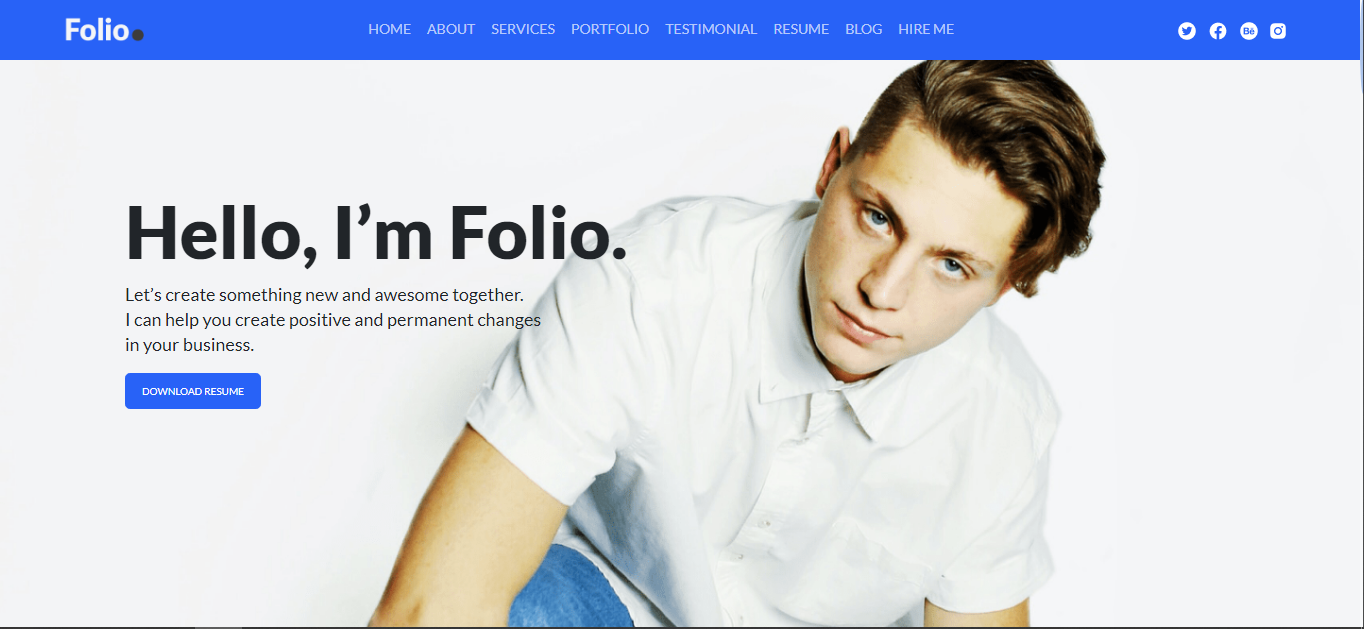 Folio.
HOME ABOUT SERVICES PORTFOLIO TESTIMONIAL RESUME BLOG HIRE ME
Bē
Hello, I’m Folio.
Let’s create something new and awesome together.
I can help you create positive and permanent changes
in your business.
DOWNLOAD RESUME